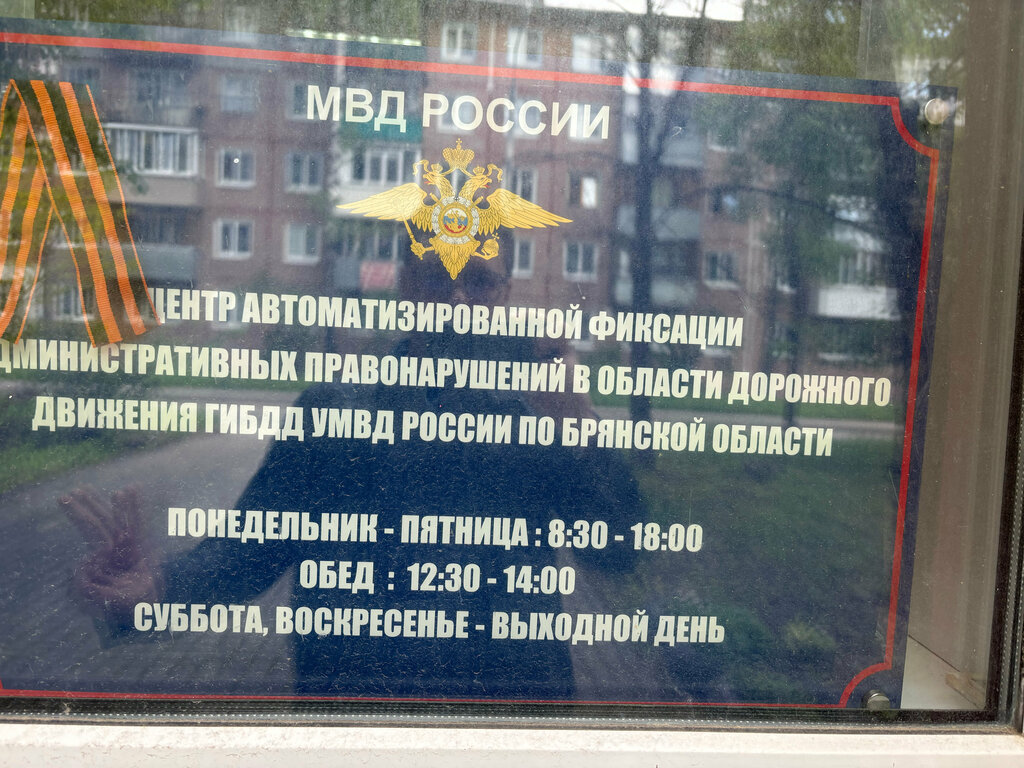 МВД РОССИИ
ЦЕНТР АВТОМАТИЗИРОВАННОЙ ФИКСАЦИИ
АДМИНИСТРАТИВНЫХ ПРАВОНАРУШЕНИЙ В ОБЛАСТИ ДОРОЖНОГО
ДВИЖЕНИЯ ГИБДД УМВД РОССИИ ПО БРЯНСКОЙ ОБЛАСТИ
ПОНЕДЕЛЬНИК - ПЯТНИЦА : 8:30 - 18:00
ОБЕД : 12:30 - 14:00
СУББОТА, ВОСКРЕСЕНЬЕ - ВЫХОДНОЙ ДЕНЬ